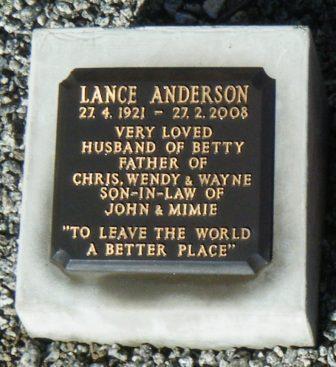 LANCE ANDERSON
27. 4. 1921 - 27. 2. 2008
VERY LOVED
HUSBAND OF BETTY
FATHER OF
CHRIS, WENDY & WAYNE
SON-IN-LAW OF
JOHN & MIMIE
"TO LEAVE THE WORLD
A BETTER PLACE"